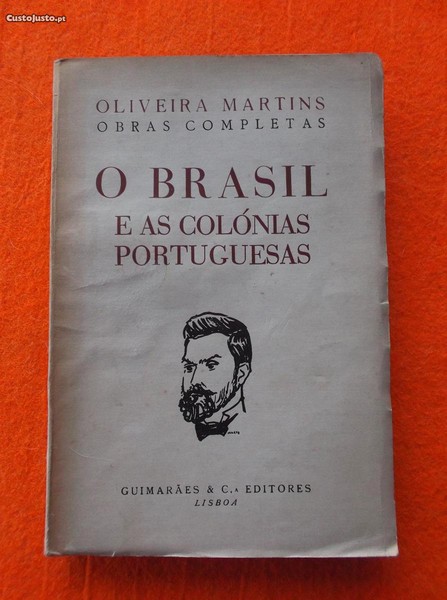 CustoJusto.pt
OLIVEIRA MARTINS
OBRAS COMPLETAS
O BRASIL
E AS COLÓNIAS
PORTUGUESAS
GUIMARÃES & C.ᴬ EDITORES
LISBOA